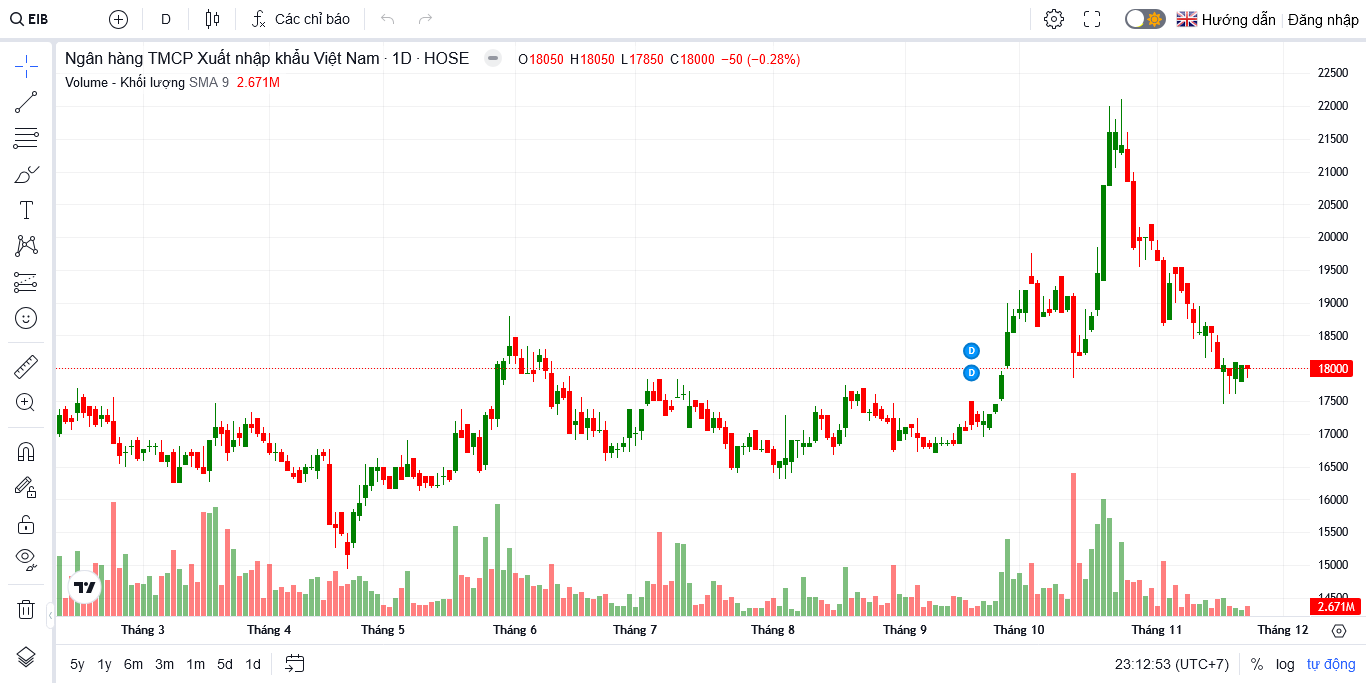 EIB D Các chỉ báo Hướng dẫn Đăng nhập
Ngân hàng TMCP Xuất nhập khẩu Việt Nam · 1D · HOSE O18050 H18050 L17850 C18000 −50 (−0.28%)
Volume - Khối lượng SMA 9 2.671M
22500
22000
21500
21000
20500
20000
19500
19000
18500
18000
17500
17000
16500
16000
15500
15000
14500
2.671M
D
D
Tháng 3 Tháng 4 Tháng 5 Tháng 6 Tháng 7 Tháng 8 Tháng 9 Tháng 10 Tháng 11 Tháng 12
5y 1y 6m 3m 1m 5d 1d 23:12:53 (UTC+7) % log tự động